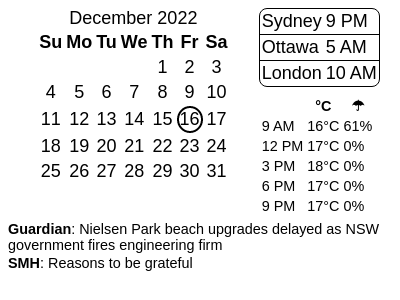 December 2022
Su Mo Tu We Th Fr Sa
1 2 3
4 5 6 7 8 9 10
11 12 13 14 15 16 17
18 19 20 21 22 23 24
25 26 27 28 29 30 31
Sydney 9 PM
Ottawa 5 AM
London 10 AM
°C ☂
9 AM 16°C 61%
12 PM 17°C 0%
3 PM 18°C 0%
6 PM 17°C 0%
9 PM 17°C 0%
Guardian: Nielsen Park beach upgrades delayed as NSW
government fires engineering firm
SMH: Reasons to be grateful